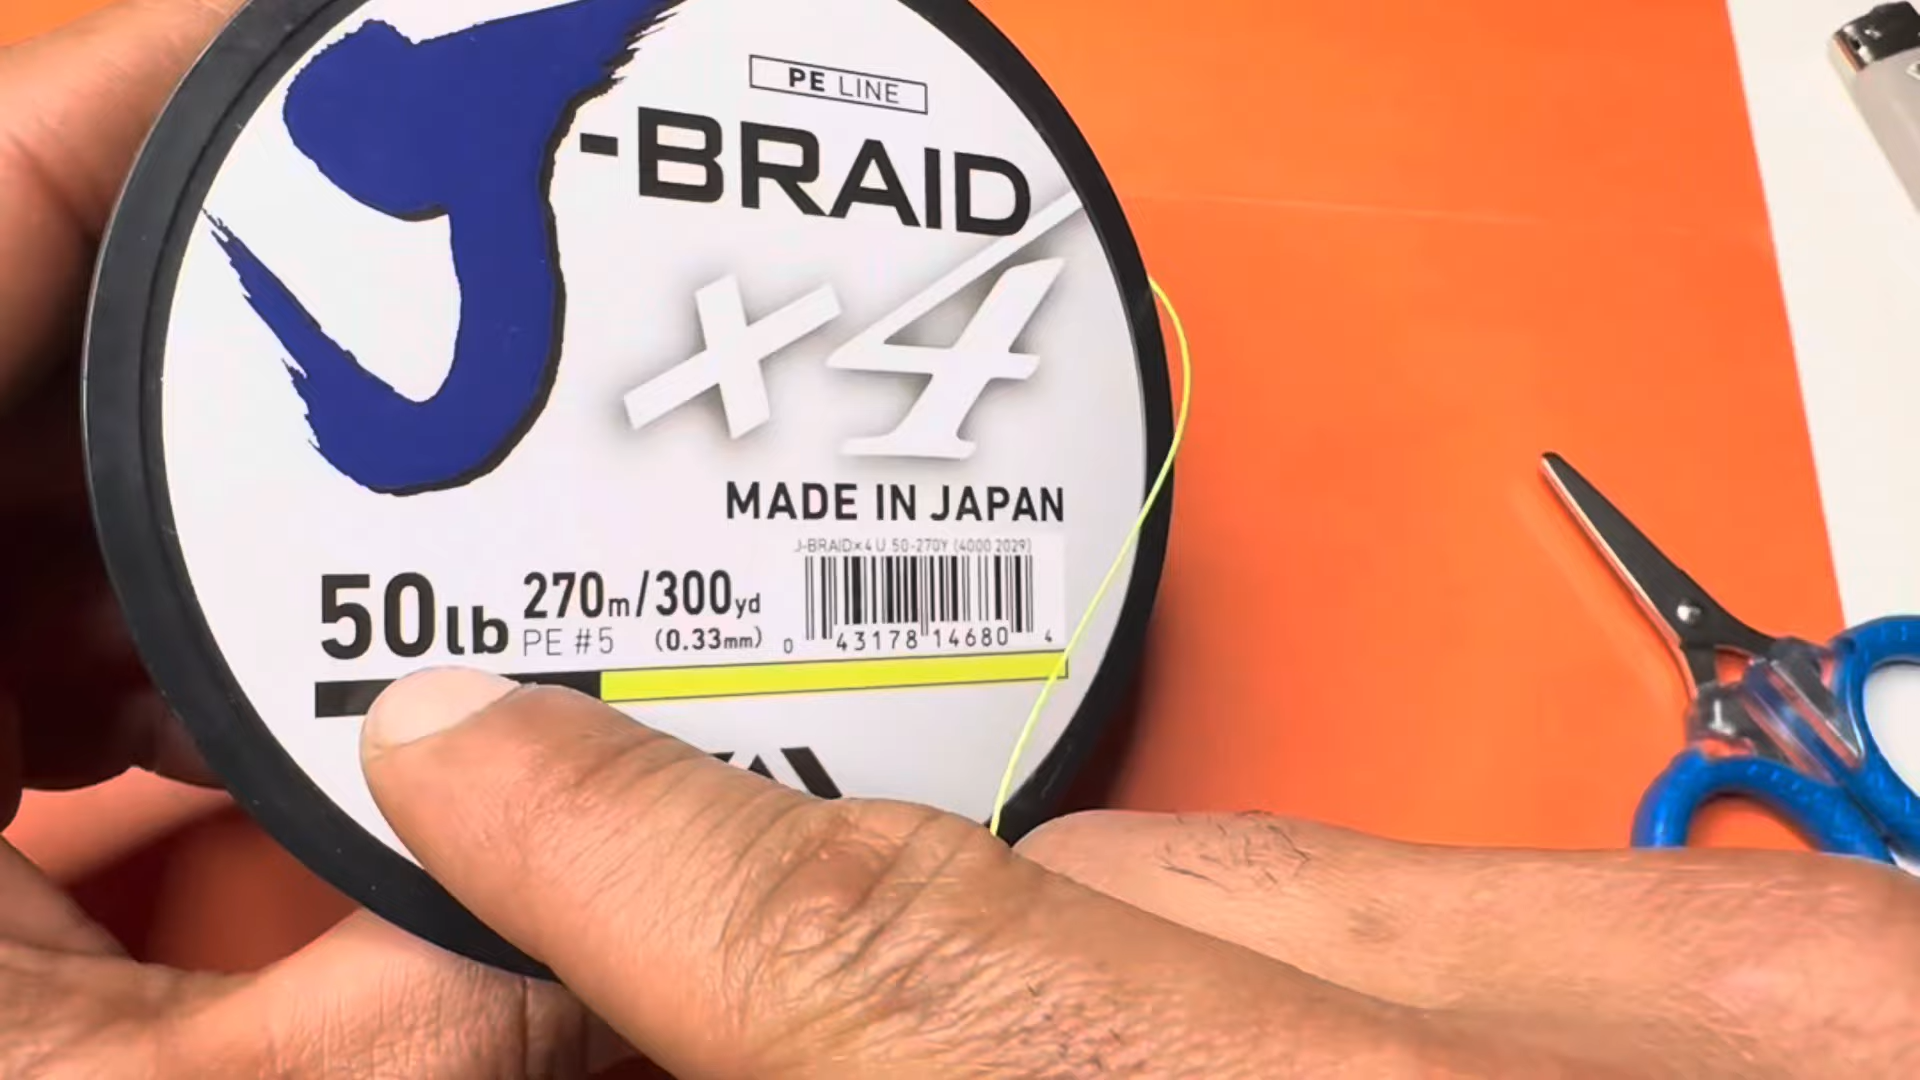 PE LINE
J-BRAID
×4
MADE IN JAPAN
J-BRAID×4 U 50-270Y (4000 2029)
50lb 270m/300yd
PE #5 (0.33mm)
0 43178 14680 4